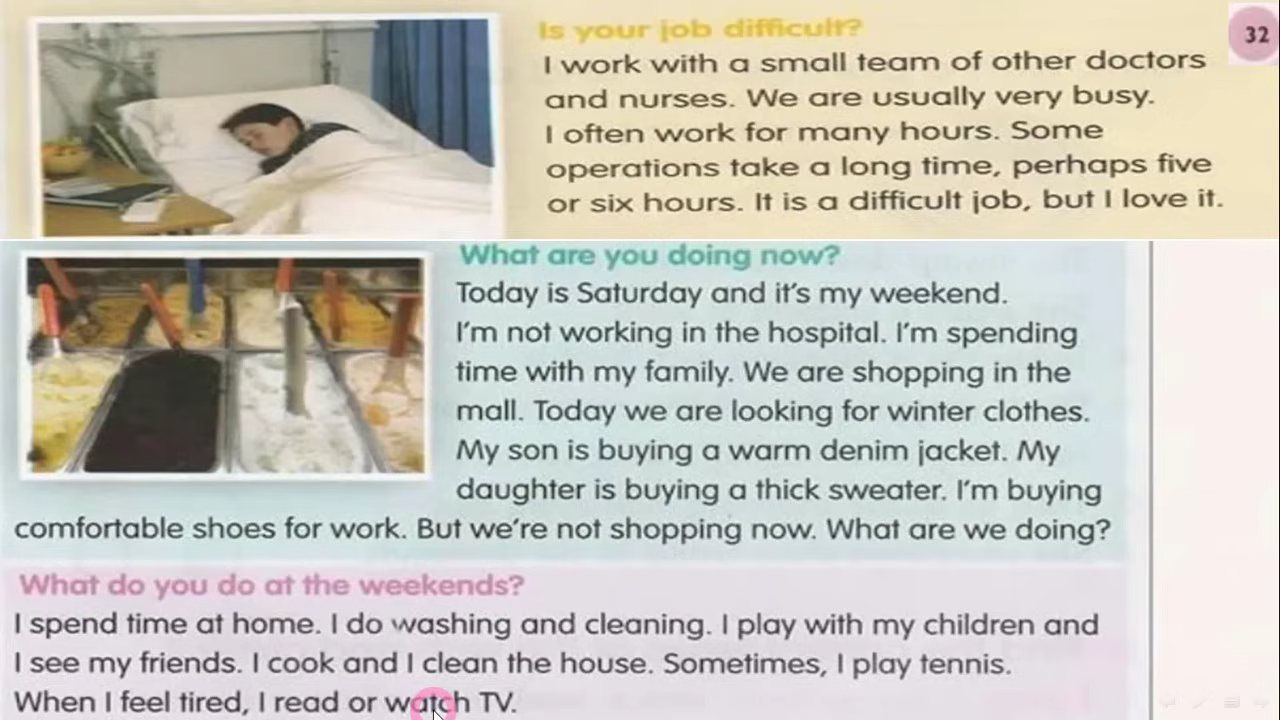 Is your job difficult?
32
I work with a small team of other doctors
and nurses. We are usually very busy.
I often work for many hours. Some
operations take a long time, perhaps five
or six hours. It is a difficult job, but I love it.
What are you doing now?
Today is Saturday and it's my weekend.
I'm not working in the hospital. I'm spending
time with my family. We are shopping in the
mall. Today we are looking for winter clothes.
My son is buying a warm denim jacket. My
daughter is buying a thick sweater. I'm buying
comfortable shoes for work. But we're not shopping now. What are we doing?
What do you do at the weekends?
I spend time at home. I do washing and cleaning. I play with my children and
I see my friends. I cook and I clean the house. Sometimes, I play tennis.
When I feel tired, I read or watch TV.